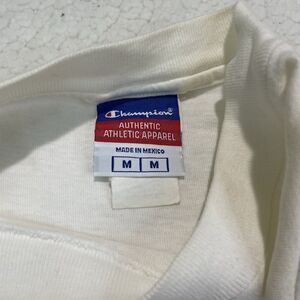 Champion
AUTHENTIC
ATHLETIC APPAREL
MADE IN MEXICO
M M